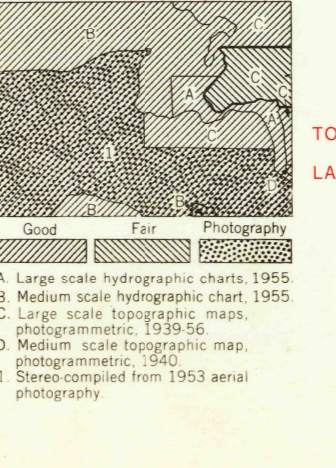 B
C
C
A
C
A
C
1
D
B
B
TO
LA
Good Fair Photography
A. Large scale hydrographic charts, 1955.
B. Medium scale hydrographic chart, 1955.
C. Large scale topographic maps,
photogrammetric, 1939-56.
D. Medium scale topographic map,
photogrammetric, 1940.
1. Stereo-compiled from 1953 aerial
photography.